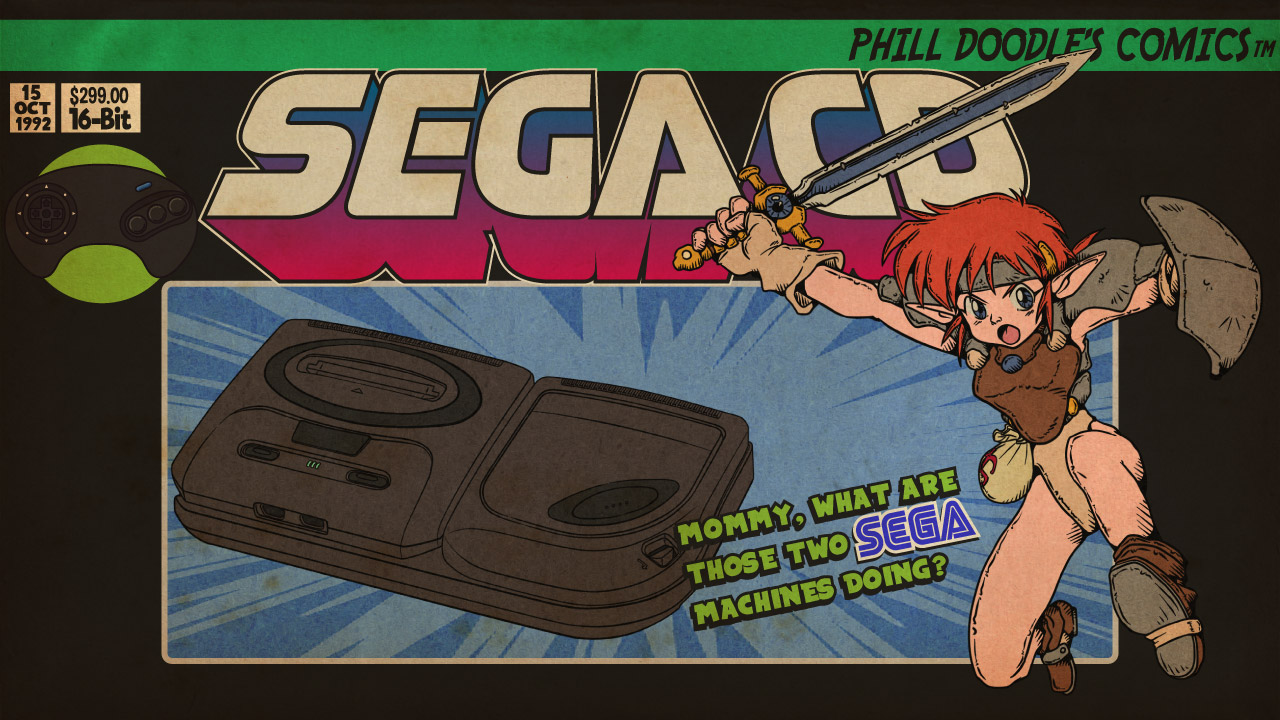 PHILL DOODLE'S COMICS™
15
OCT
1992
$299.00
16-Bit
SEGA CD
MOMMY, WHAT ARE
THOSE TWO SEGA
MACHINES DOING?